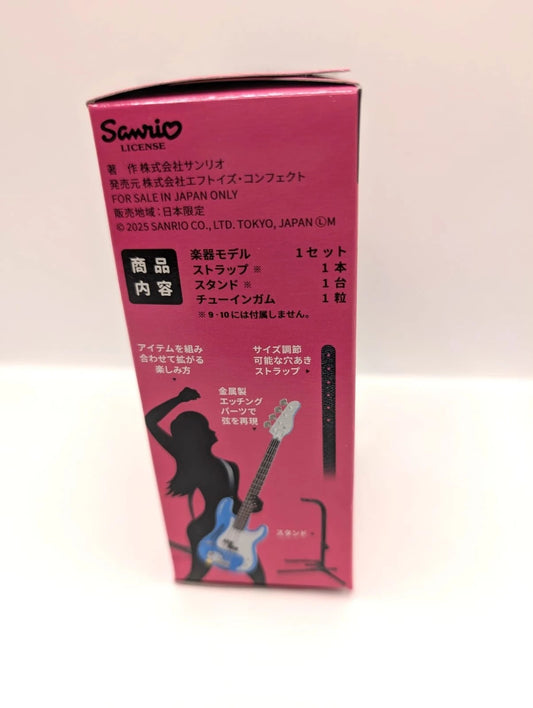 Sanrio
LICENSE
著　作 株式会社サンリオ
発売元 株式会社エフトイズ・コンフェクト
FOR SALE IN JAPAN ONLY
販売地域：日本限定
© 2025 SANRIO CO., LTD. TOKYO, JAPAN ⓁM
商品
内容
楽器モデル　1セット
ストラップ ※　1本
スタンド ※　1台
チューインガム　1粒
※ 9・10 には付属しません。
アイテムを組み
合わせて拡がる
楽しみ方
サイズ調節
可能な穴あき
ストラップ
金属製
エッチング
パーツで
弦を再現
スタンド